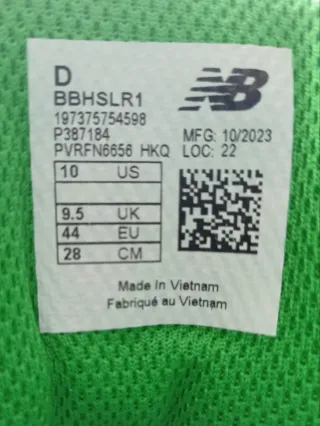 D
NB
BBHSLR1
197375754598
P387184 MFG: 10/2023
PVRFN6656 HKQ LOC: 22
10 US
9.5 UK
44 EU
28 CM
Made In Vietnam
Fabriqué au Vietnam